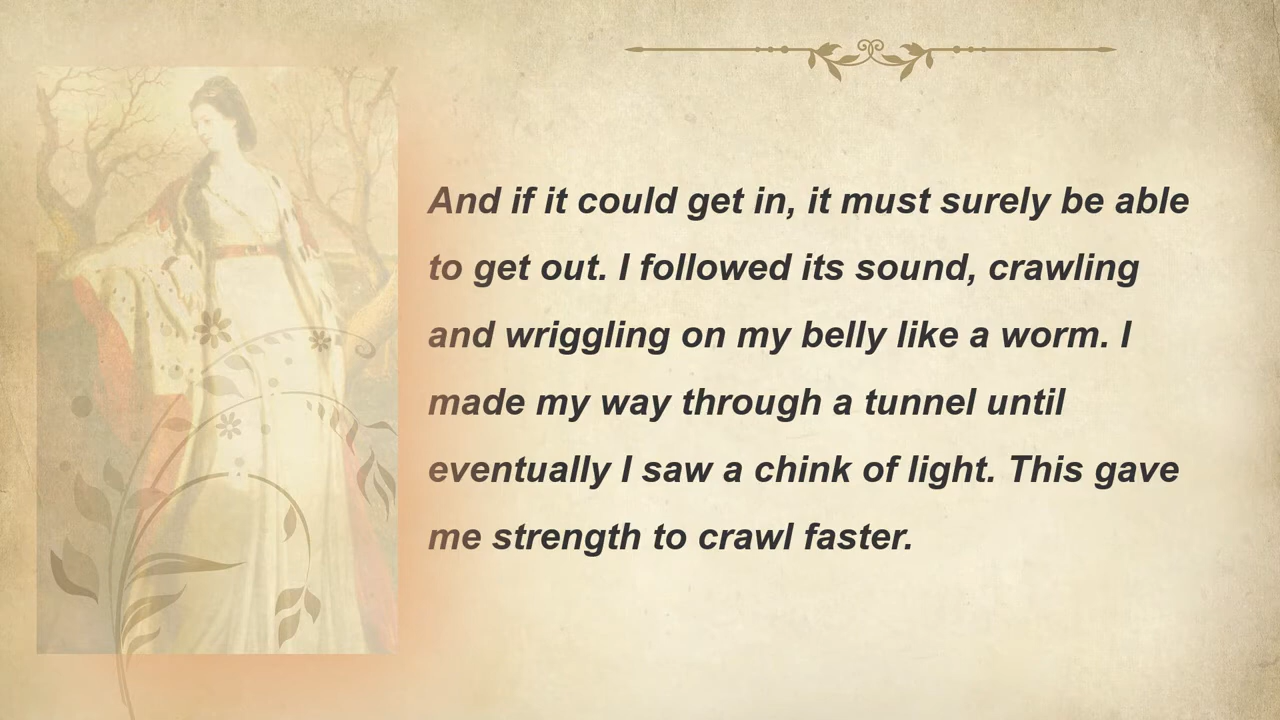 And if it could get in, it must surely be able
to get out. I followed its sound, crawling
and wriggling on my belly like a worm. I
made my way through a tunnel until
eventually I saw a chink of light. This gave
me strength to crawl faster.